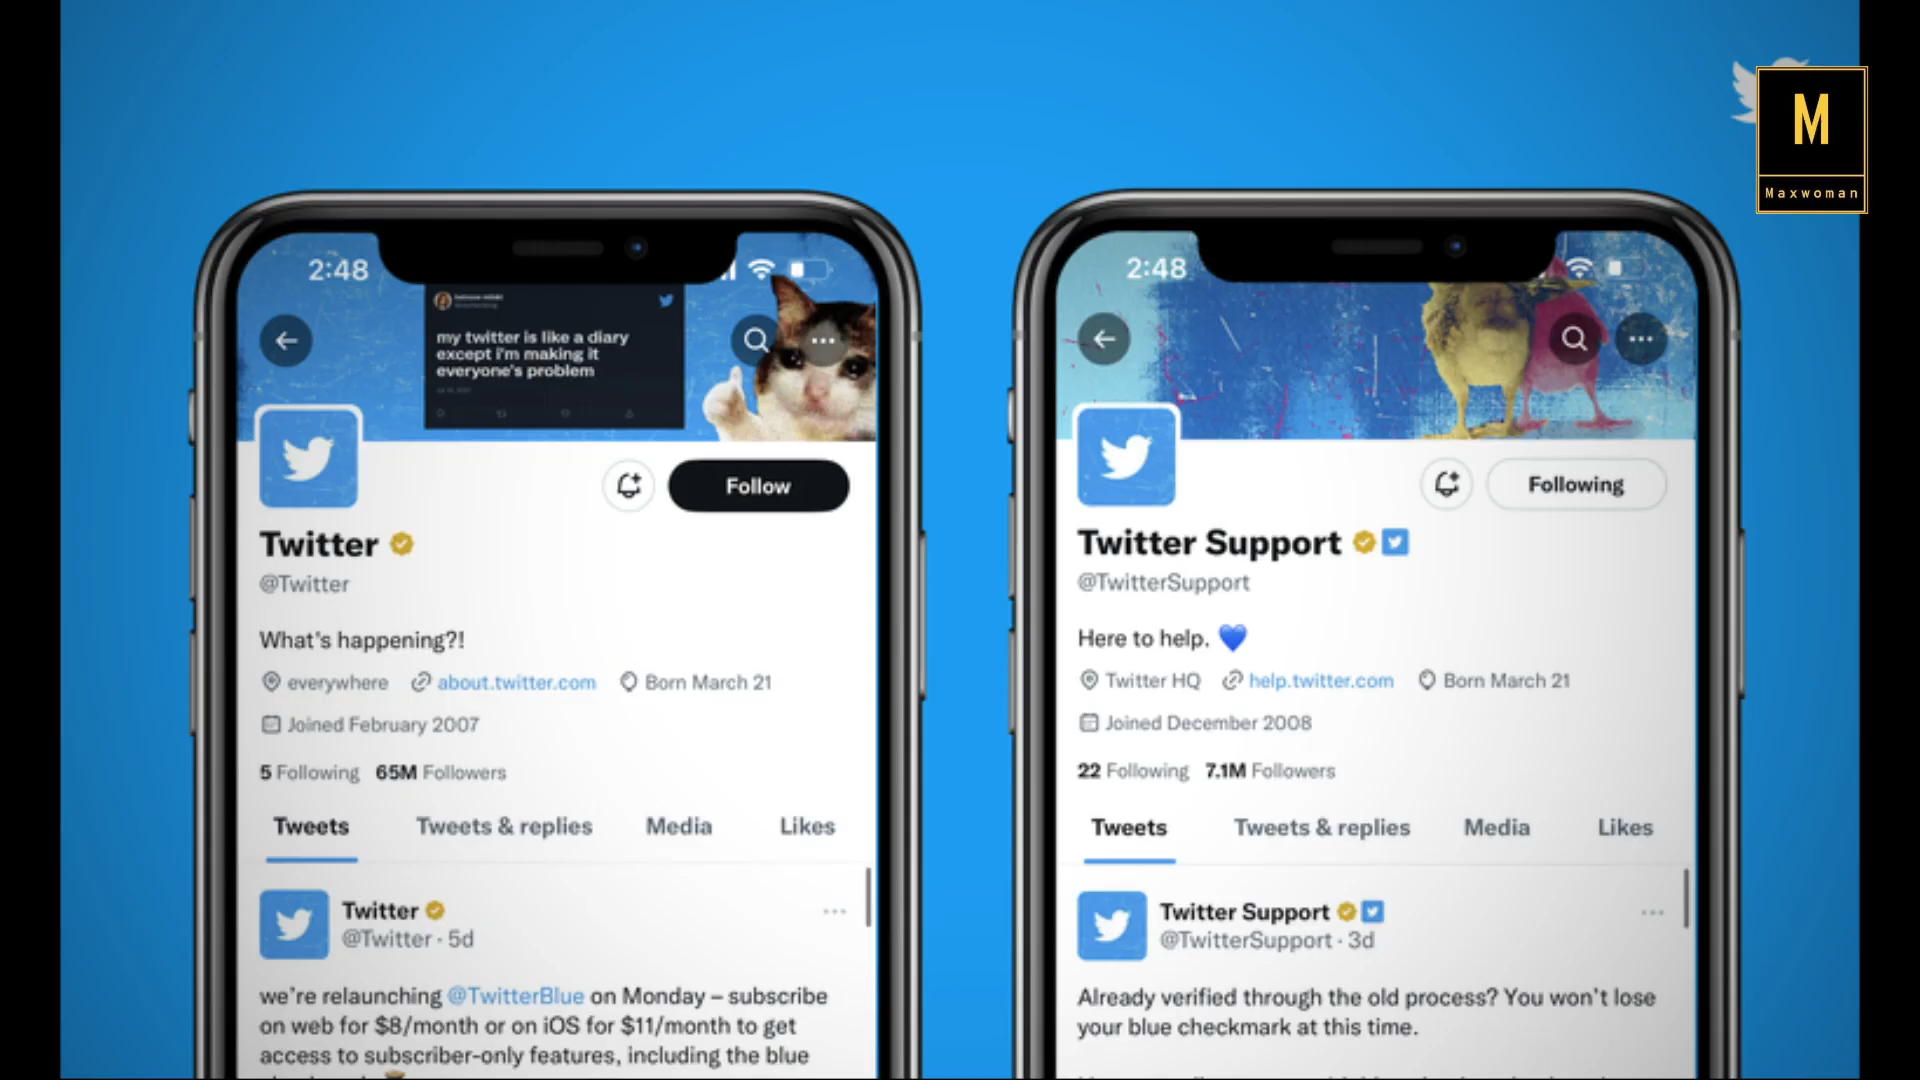 M
Maxwoman
2:48
my twitter is like a diary
except i'm making it
everyone's problem
Follow
Twitter
@Twitter
What's happening?!
everywhere about.twitter.com Born March 21
Joined February 2007
5 Following 65M Followers
Tweets Tweets & replies Media Likes
Twitter
@Twitter · 5d
we're relaunching @TwitterBlue on Monday – subscribe
on web for $8/month or on iOS for $11/month to get
access to subscriber-only features, including the blue
2:48
Following
Twitter Support
@TwitterSupport
Here to help. 💙
Twitter HQ help.twitter.com Born March 21
Joined December 2008
22 Following 7.1M Followers
Tweets Tweets & replies Media Likes
Twitter Support
@TwitterSupport · 3d
Already verified through the old process? You won't lose
your blue checkmark at this time.